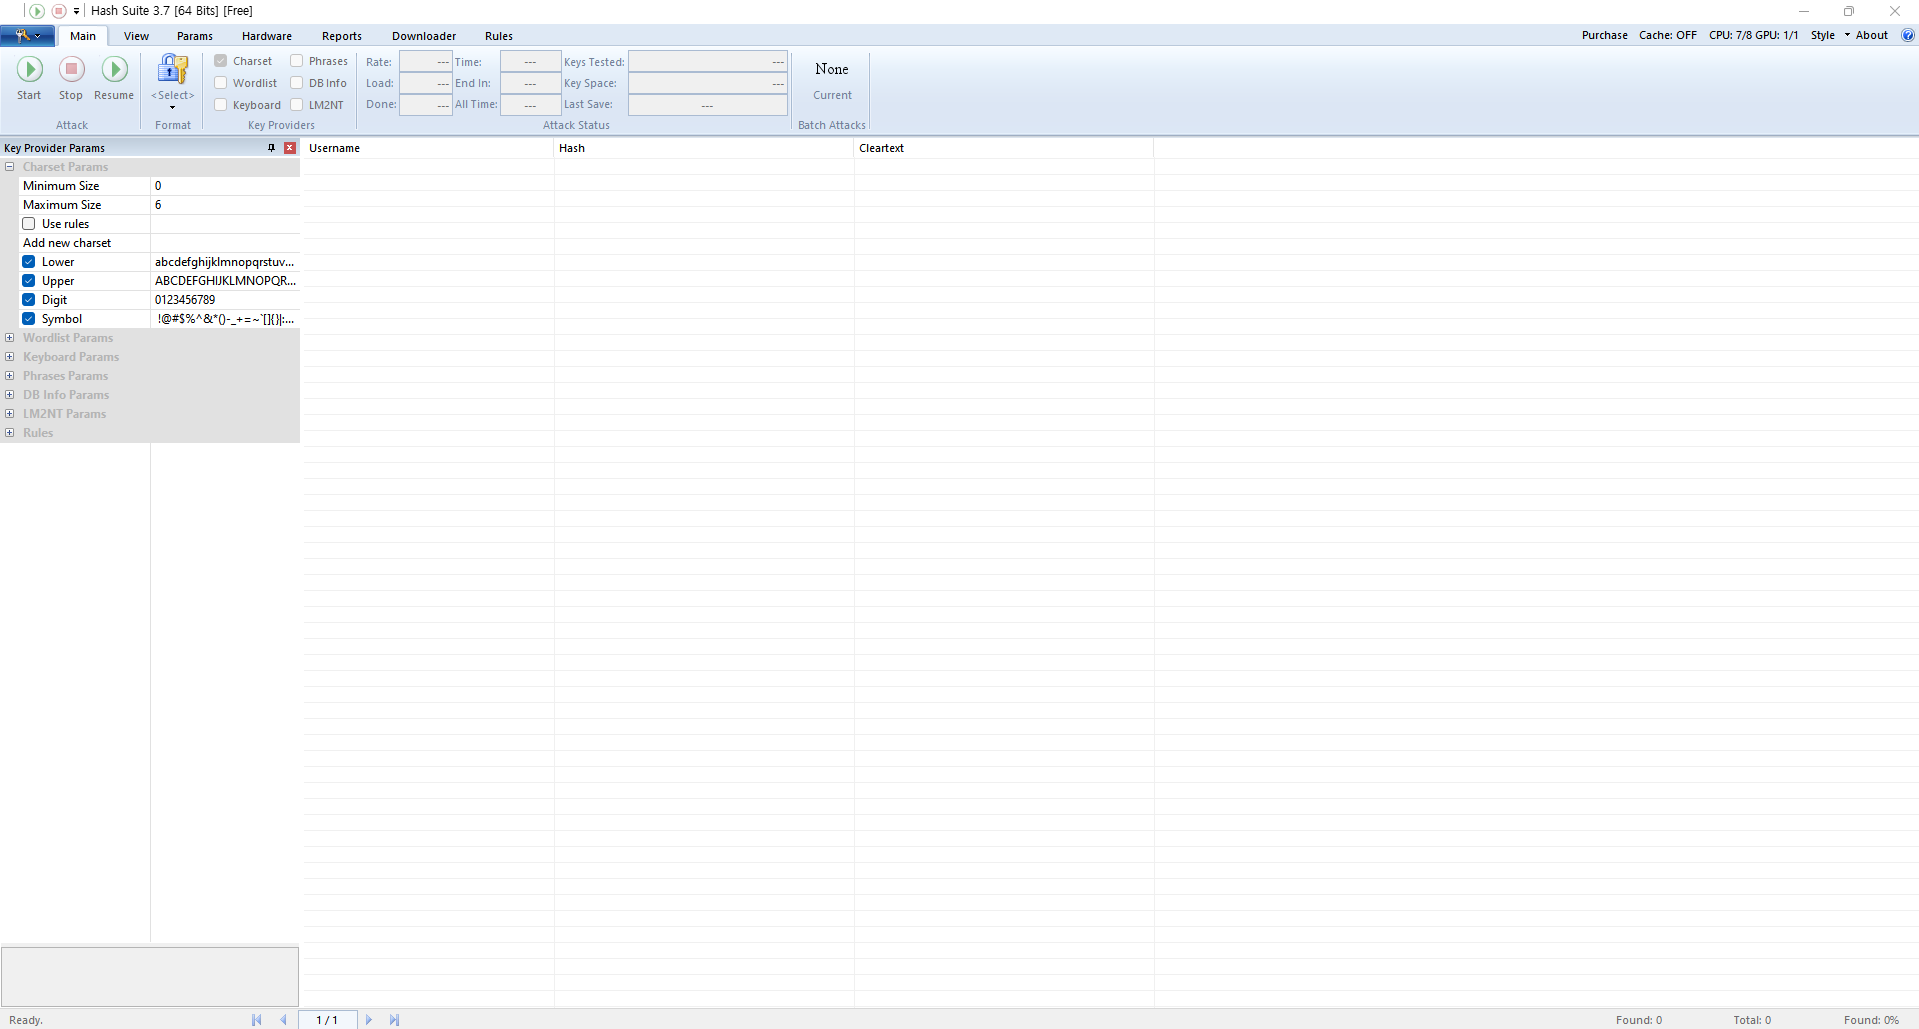 Hash Suite 3.7 [64 Bits] [Free]
Main View Params Hardware Reports Downloader Rules Purchase Cache: OFF CPU: 7/8 GPU: 1/1 Style About
Charset Phrases Rate: --- Time: --- Keys Tested: --- None
Wordlist DB Info Load: --- End In: --- Key Space: ---
Start Stop Resume <Select> Current
Keyboard LM2NT Done: --- All Time: --- Last Save: ---
Attack Format Key Providers Attack Status Batch Attacks
Key Provider Params Username Hash Cleartext
Charset Params
Minimum Size 0
Maximum Size 6
Use rules
Add new charset
Lower abcdefghijklmnopqrstuv...
Upper ABCDEFGHIJKLMNOPQR...
Digit 0123456789
Symbol !@#$%^&*()-_+=~`[]{}|:...
Wordlist Params
Keyboard Params
Phrases Params
DB Info Params
LM2NT Params
Rules
Ready. 1 / 1 Found: 0 Total: 0 Found: 0%